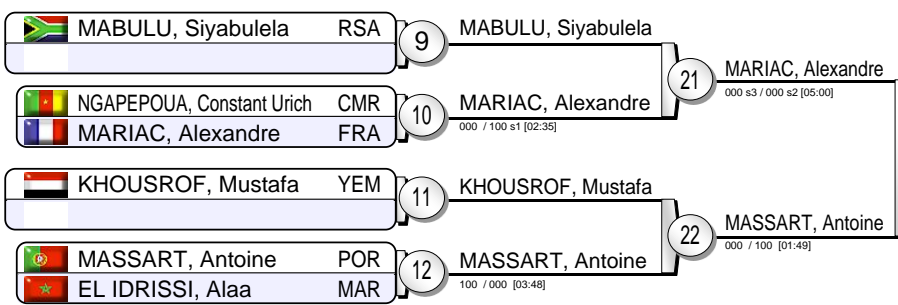 MABULU, Siyabulela RSA
9
MABULU, Siyabulela
NGAPEPOUA, Constant Urich CMR
MARIAC, Alexandre FRA
10
MARIAC, Alexandre
000 / 100 s1 [02:35]
21
MARIAC, Alexandre
000 s3 / 000 s2 [05:00]
KHOUSROF, Mustafa YEM
11
KHOUSROF, Mustafa
MASSART, Antoine POR
EL IDRISSI, Alaa MAR
12
MASSART, Antoine
100 / 000 [03:48]
22
MASSART, Antoine
000 / 100 [01:49]